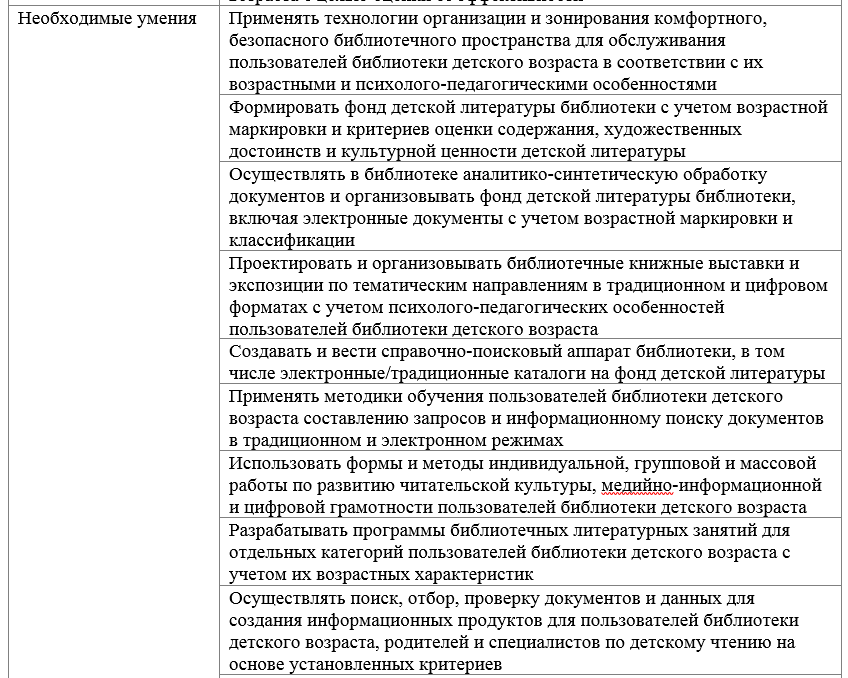 Необходимые умения
Применять технологии организации и зонирования комфортного,
безопасного библиотечного пространства для обслуживания
пользователей библиотеки детского возраста в соответствии с их
возрастными и психолого-педагогическими особенностями
Формировать фонд детской литературы библиотеки с учетом возрастной
маркировки и критериев оценки содержания, художественных
достоинств и культурной ценности детской литературы
Осуществлять в библиотеке аналитико-синтетическую обработку
документов и организовывать фонд детской литературы библиотеки,
включая электронные документы с учетом возрастной маркировки и
классификации
Проектировать и организовывать библиотечные книжные выставки и
экспозиции по тематическим направлениям в традиционном и цифровом
форматах с учетом психолого-педагогических особенностей
пользователей библиотеки детского возраста
Создавать и вести справочно-поисковый аппарат библиотеки, в том
числе электронные/традиционные каталоги на фонд детской литературы
Применять методики обучения пользователей библиотеки детского
возраста составлению запросов и информационному поиску документов
в традиционном и электронном режимах
Использовать формы и методы индивидуальной, групповой и массовой
работы по развитию читательской культуры, медийно-информационной
и цифровой грамотности пользователей библиотеки детского возраста
Разрабатывать программы библиотечных литературных занятий для
отдельных категорий пользователей библиотеки детского возраста с
учетом их возрастных характеристик
Осуществлять поиск, отбор, проверку документов и данных для
создания информационных продуктов для пользователей библиотеки
детского возраста, родителей и специалистов по детскому чтению на
основе установленных критериев